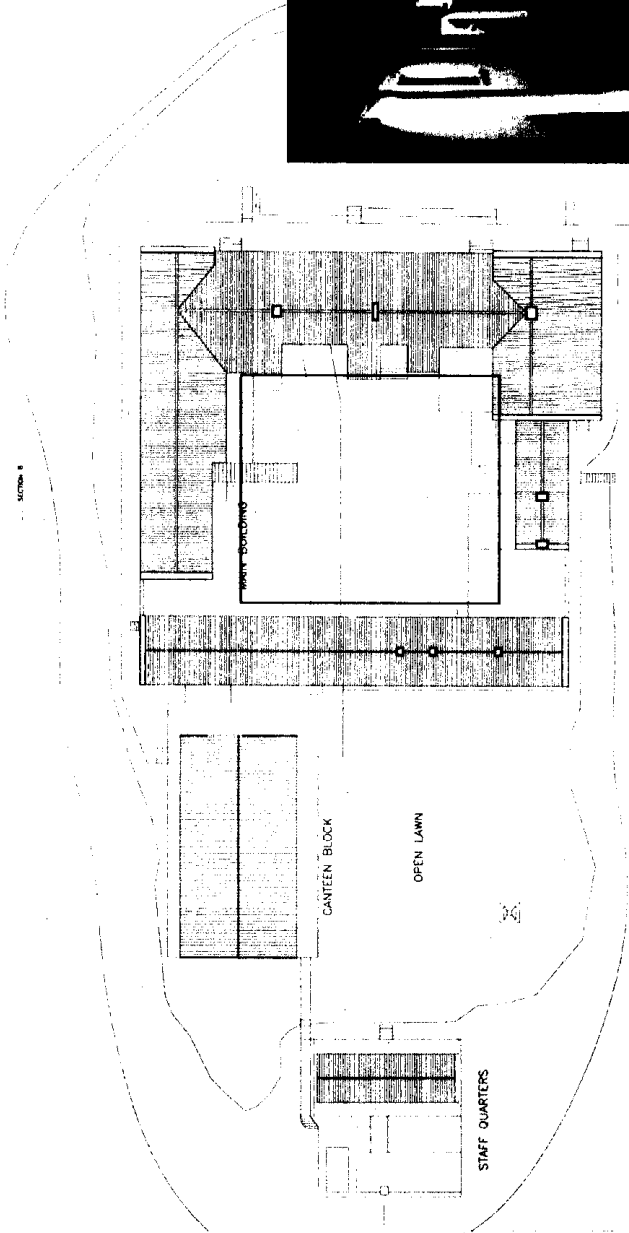 SECTION B
MAIN BUILDING
CANTEEN BLOCK
OPEN LAWN
STAFF QUARTERS